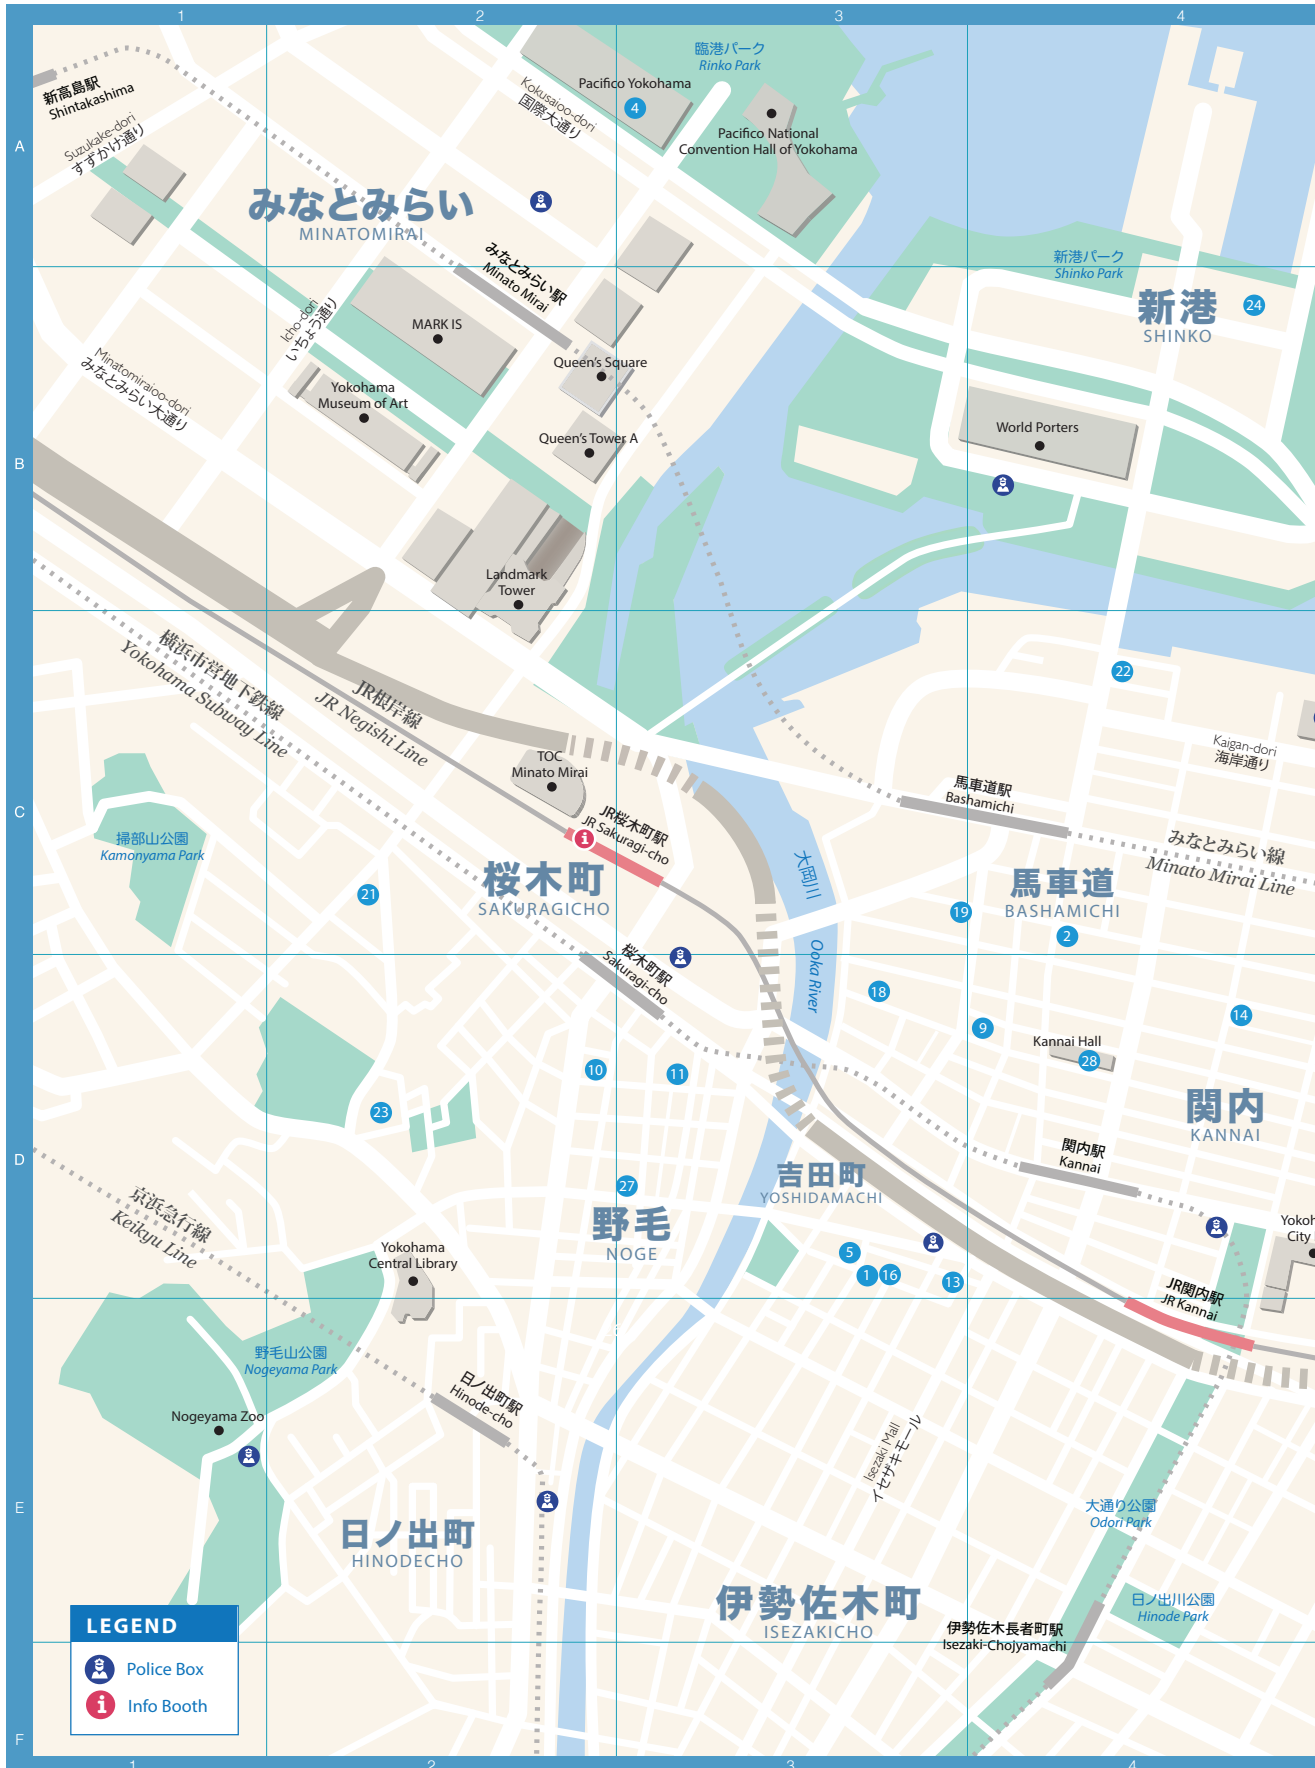 1
2
3
4
A
B
C
D
E
F
新高島駅
Shintakashima
Suzukake-dori
すずかけ通り
Kokusaioo-dori
国際大通り
Pacifico Yokohama
4
臨港パーク
Rinko Park
Pacifico National
Convention Hall of Yokohama
みなとみらい
MINATOMIRAI
みなとみらい駅
Minato Mirai
新港パーク
Shinko Park
新港
SHINKO
24
Icho-dori
いちょう通り
MARK IS
Minatomiraioo-dori
みなとみらい大通り
Yokohama
Museum of Art
Queen's Square
Queen's Tower A
World Porters
Landmark
Tower
横浜市営地下鉄線
Yokohama Subway Line
JR根岸線
JR Negishi Line
22
Kaigan-dori
海岸通り
TOC
Minato Mirai
馬車道駅
Bashamichi
掃部山公園
Kamonyama Park
JR桜木町駅
JR Sakuragi-cho
みなとみらい線
Minato Mirai Line
大岡川
Ooka River
桜木町
SAKURAGICHO
馬車道
BASHAMICHI
21
19
2
桜木町駅
Sakuragi-cho
18
9
14
Kannai Hall
28
10
11
23
関内
KANNAI
関内駅
Kannai
吉田町
YOSHIDAMACHI
27
野毛
NOGE
京浜急行線
Keikyu Line
Yokohama
Central Library
5
1
16
13
Yokoh
City
JR関内駅
JR Kannai
野毛山公園
Nogeyama Park
日ノ出町駅
Hinode-cho
Nogeyama Zoo
Isezaki Mall
イセザキモール
大通り公園
Odori Park
日ノ出町
HINODECHO
伊勢佐木町
ISEZAKICHO
日ノ出川公園
Hinode Park
伊勢佐木長者町駅
Isezaki-Chojyamachi
LEGEND
Police Box
Info Booth
1
2
3
4